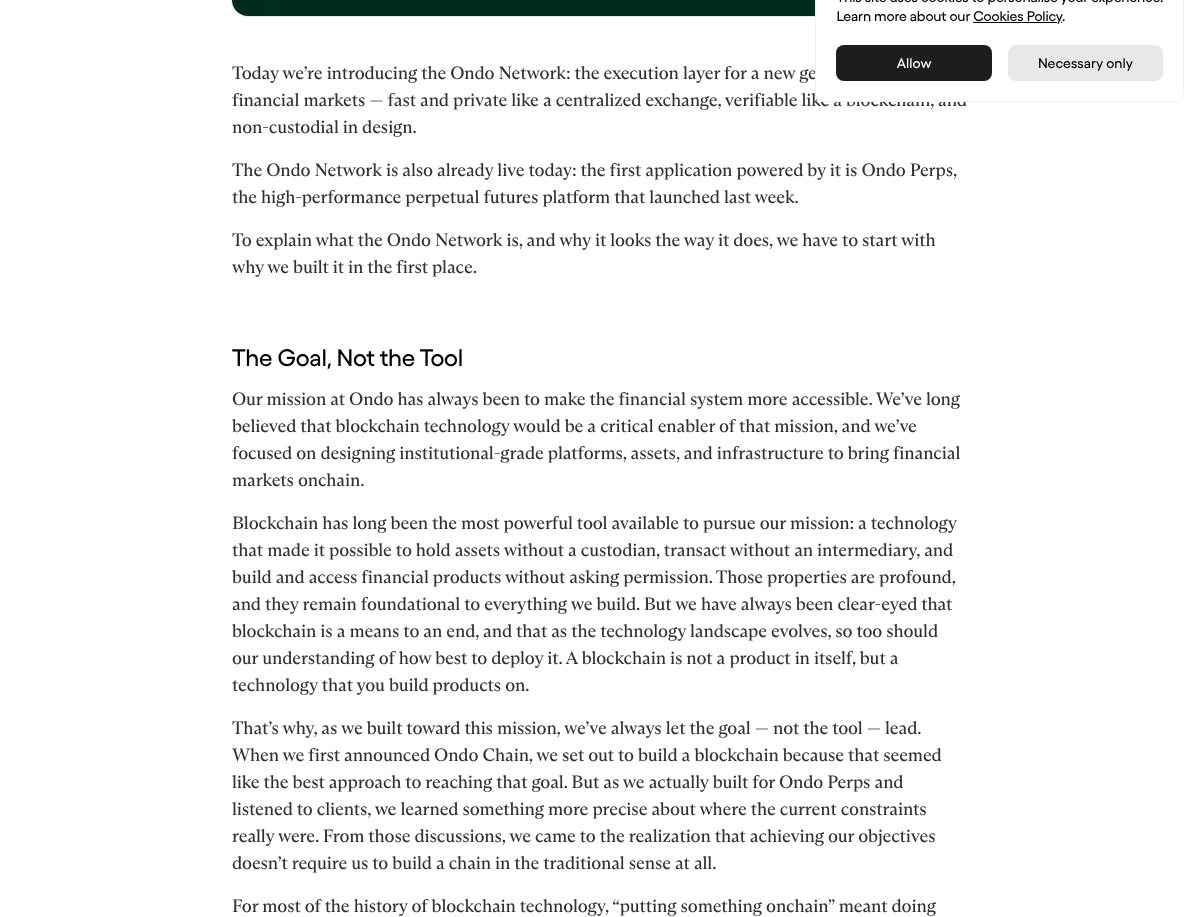 This site uses cookies to personalise your experience.
Learn more about our Cookies Policy.
Allow
Necessary only
Today we’re introducing the Ondo Network: the execution layer for a new ge
financial markets — fast and private like a centralized exchange, verifiable like a blockchain, and
non-custodial in design.
The Ondo Network is also already live today: the first application powered by it is Ondo Perps,
the high-performance perpetual futures platform that launched last week.
To explain what the Ondo Network is, and why it looks the way it does, we have to start with
why we built it in the first place.
The Goal, Not the Tool
Our mission at Ondo has always been to make the financial system more accessible. We’ve long
believed that blockchain technology would be a critical enabler of that mission, and we’ve
focused on designing institutional-grade platforms, assets, and infrastructure to bring financial
markets onchain.
Blockchain has long been the most powerful tool available to pursue our mission: a technology
that made it possible to hold assets without a custodian, transact without an intermediary, and
build and access financial products without asking permission. Those properties are profound,
and they remain foundational to everything we build. But we have always been clear-eyed that
blockchain is a means to an end, and that as the technology landscape evolves, so too should
our understanding of how best to deploy it. A blockchain is not a product in itself, but a
technology that you build products on.
That’s why, as we built toward this mission, we’ve always let the goal — not the tool — lead.
When we first announced Ondo Chain, we set out to build a blockchain because that seemed
like the best approach to reaching that goal. But as we actually built for Ondo Perps and
listened to clients, we learned something more precise about where the current constraints
really were. From those discussions, we came to the realization that achieving our objectives
doesn’t require us to build a chain in the traditional sense at all.
For most of the history of blockchain technology, “putting something onchain” meant doing